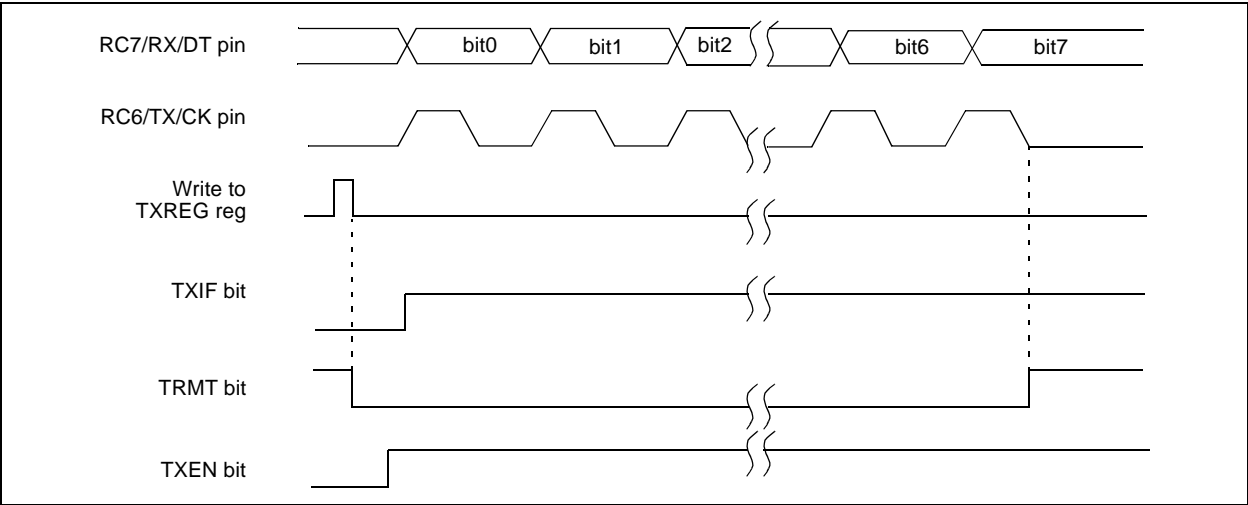 RC7/RX/DT pin
bit0
bit1
bit2
bit6
bit7
RC6/TX/CK pin
Write to
TXREG reg
TXIF bit
TRMT bit
TXEN bit